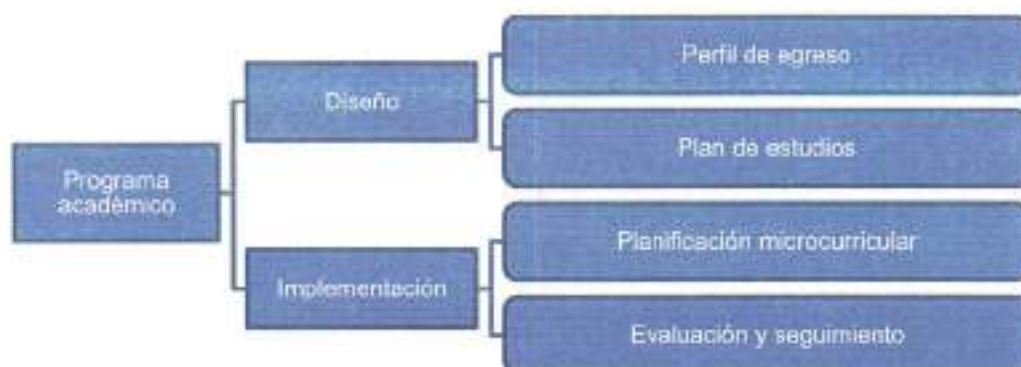 Programa
académico
Diseño
Perfil de egreso
Plan de estudios
Implementación
Planificación microcurricular
Evaluación y seguimiento